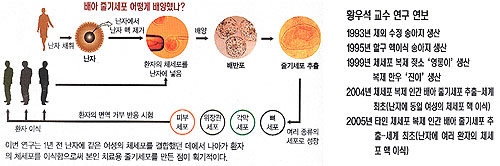 배아 줄기세포 어떻게 배양했나?
난자 채취
난자
난자에서
난자 핵 제거
환자의 체세포를
난자에 넣음
배양
배반포
줄기세포 추출
환자의 면역 거부 반응 시험
환자 이식
피부
세포
위장관
세포
각막
세포
뼈
세포
여러 종류의
세포로 성장
이번 연구는 1년 전 난자에 같은 여성의 체세포를 결합했던 데에서 나아가 환자
의 체세포를 이식함으로써 본인 치료용 줄기세포를 만든 점이 획기적이다.
황우석 교수 연구 연보
1993년 체외 수정 송아지 생산
1995년 알구 핵이식 송아지 생산
1999년 체세포 복제 젖소 '영롱이' 생산
복제 한우 '진이' 생산
2004년 체세포 복제 인간 배아 줄기세포 추출-세계
최초(난자에 동일 여성의 체세포 핵 이식)
2005년 타인 체세포 복제 인간 배아 줄기세포 추
출-세계 최초(난자에 여러 환자의 체세
포 핵 이식)